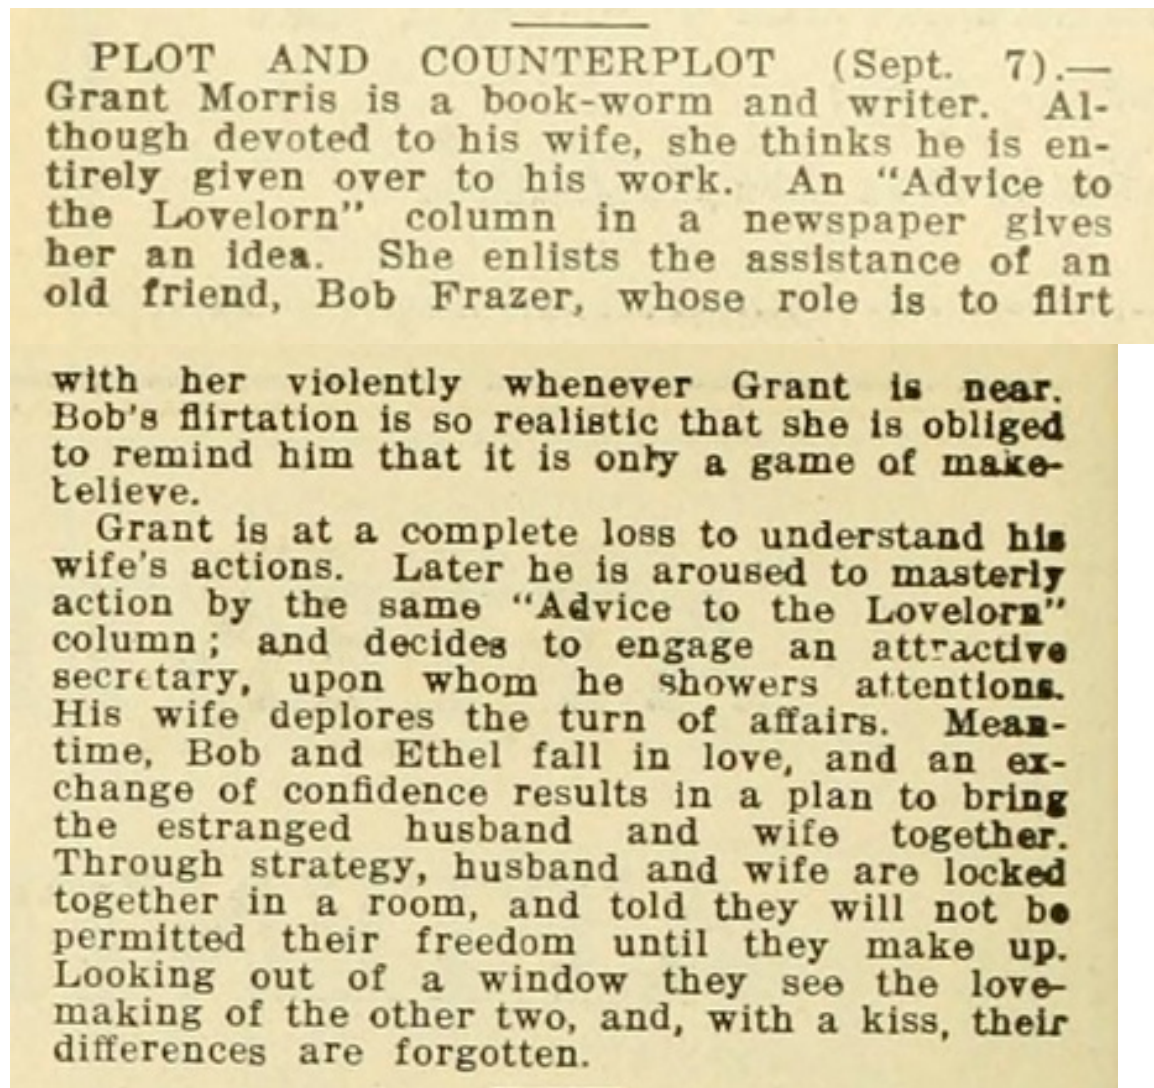 PLOT AND COUNTERPLOT (Sept. 7).—
Grant Morris is a book-worm and writer. Al-
though devoted to his wife, she thinks he is en-
tirely given over to his work. An "Advice to
the Lovelorn" column in a newspaper gives
her an idea. She enlists the assistance of an
old friend, Bob Frazer, whose role is to flirt
with her violently whenever Grant is near.
Bob's flirtation is so realistic that she is obliged
to remind him that it is only a game of make-
telieve.
Grant is at a complete loss to understand his
wife's actions. Later he is aroused to masterly
action by the same "Advice to the Lovelorn"
column; and decides to engage an attractive
secretary, upon whom he showers attentions.
His wife deplores the turn of affairs. Mean-
time, Bob and Ethel fall in love, and an ex-
change of confidence results in a plan to bring
the estranged husband and wife together.
Through strategy, husband and wife are locked
together in a room, and told they will not be
permitted their freedom until they make up.
Looking out of a window they see the love-
making of the other two, and, with a kiss, their
differences are forgotten.